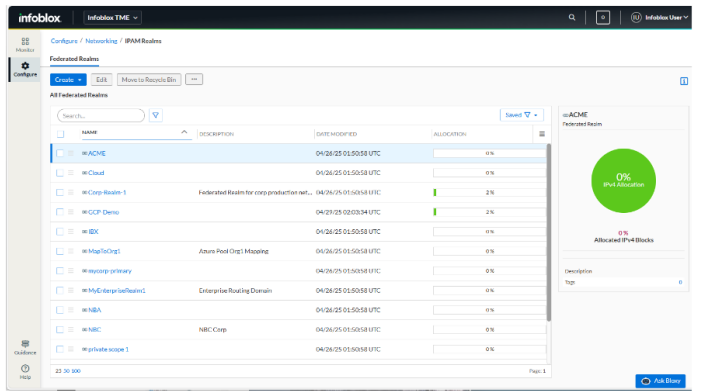 infoblox.
Infoblox TME
IU Infoblox User
Monitor
Configure
Guidance
Help
Configure / Networking / IPAM Realms
Federated Realms
Create
Edit
Move to Recycle Bin
...
All Federated Realms
Search...
Saved
NAME DESCRIPTION DATE MODIFIED ALLOCATION
ACME 04/26/25 01:50:58 UTC 0 %
Cloud 04/26/25 01:50:58 UTC 0 %
Corp-Realm-1 Federated Realm for corp production net... 04/26/25 01:50:58 UTC 2 %
GCP-Demo 04/29/25 02:03:34 UTC 2 %
IBX 04/26/25 01:50:58 UTC 0 %
MapToOrg1 Azure Pool Org1 Mapping 04/26/25 01:50:58 UTC 0 %
mycorp-primary 04/26/25 01:50:58 UTC 0 %
MyEnterpriseRealm1 Enterprise Routing Domain 04/26/25 01:50:58 UTC 0 %
NBA 04/26/25 01:50:58 UTC 0 %
NBC NBC Corp 04/26/25 01:50:58 UTC 0 %
private scope 1 04/26/25 01:50:58 UTC 0 %
25 50 100
Page: 1
ACME
Federated Realm
0%
IPv4 Allocation
0 %
Allocated IPv4 Blocks
Description
Tags 0
Ask Bloxy